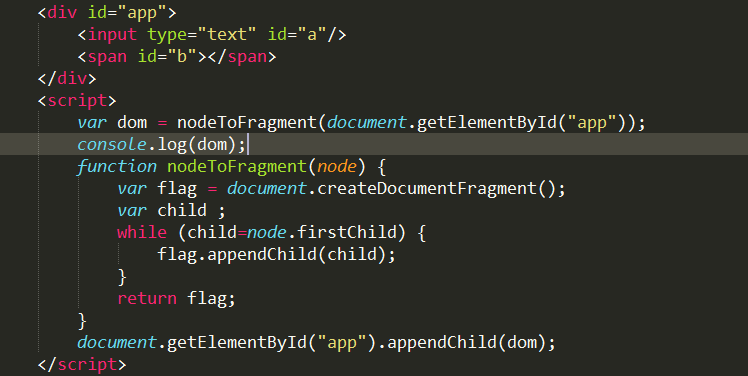 <div id="app">
    <input type="text" id="a"/>
    <span id="b"></span>
</div>
<script>
    var dom = nodeToFragment(document.getElementById("app"));
    console.log(dom);
    function nodeToFragment(node) {
        var flag = document.createDocumentFragment();
        var child ;
        while (child=node.firstChild) {
            flag.appendChild(child);
        }
        return flag;
    }
    document.getElementById("app").appendChild(dom);
</script>